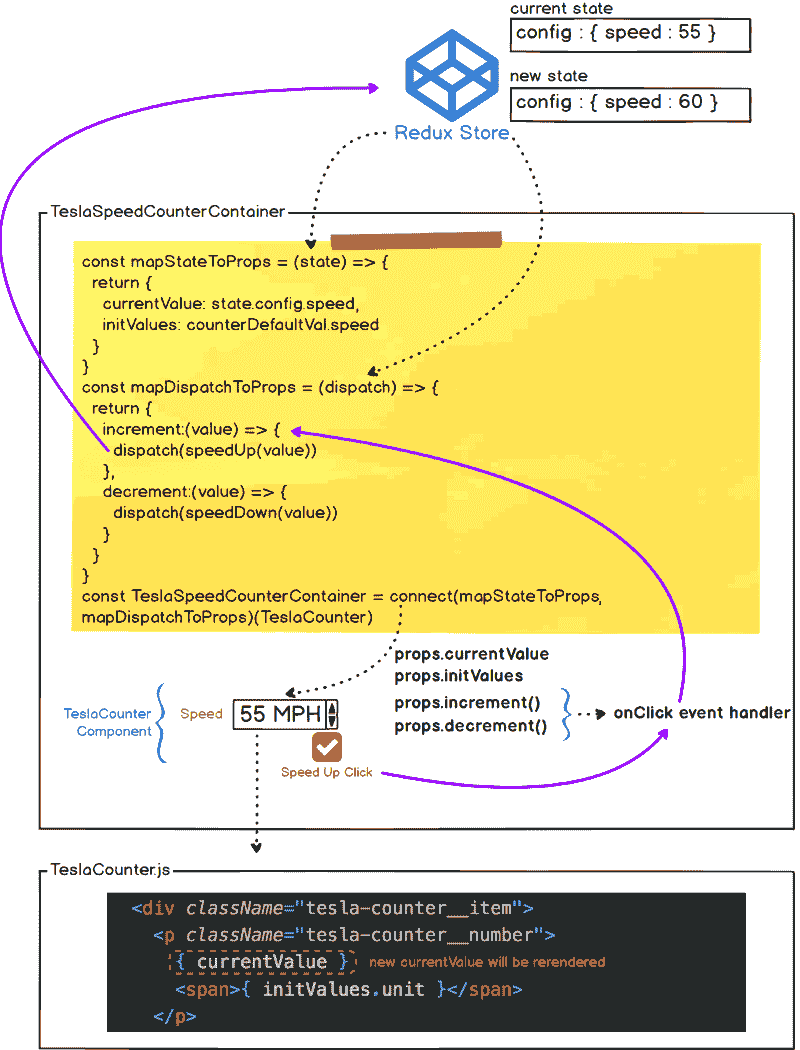 current state
config : { speed : 55 }
new state
config : { speed : 60 }
Redux Store
TeslaSpeedCounterContainer
const mapStateToProps = (state) => {
return {
currentValue: state.config.speed,
initValues: counterDefaultVal.speed
}
}
const mapDispatchToProps = (dispatch) => {
return {
increment:(value) => {
dispatch(speedUp(value))
},
decrement:(value) => {
dispatch(speedDown(value))
}
}
}
const TeslaSpeedCounterContainer = connect(mapStateToProps,
mapDispatchToProps)(TeslaCounter)
props.currentValue
props.initValues
props.increment()
props.decrement()
onClick event handler
TeslaCounter
Component
Speed
55 MPH
Speed Up Click
TeslaCounter.js
<div className="tesla-counter__item">
<p className="tesla-counter__number">
{ currentValue } new currentValue will be rerendered
<span>{ initValues.unit }</span>
</p>